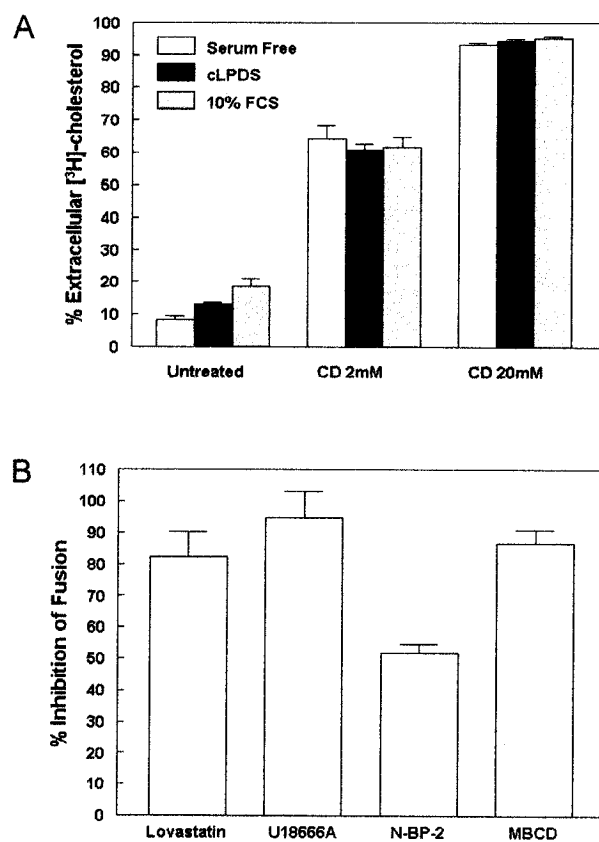 A
% Extracellular [³H]-cholesterol
100
90
80
70
60
50
40
30
20
10
0
Serum Free
cLPDS
10% FCS
Untreated
CD 2mM
CD 20mM
B
% Inhibition of Fusion
110
100
90
80
70
60
50
40
30
20
10
0
Lovastatin
U18666A
N-BP-2
MBCD